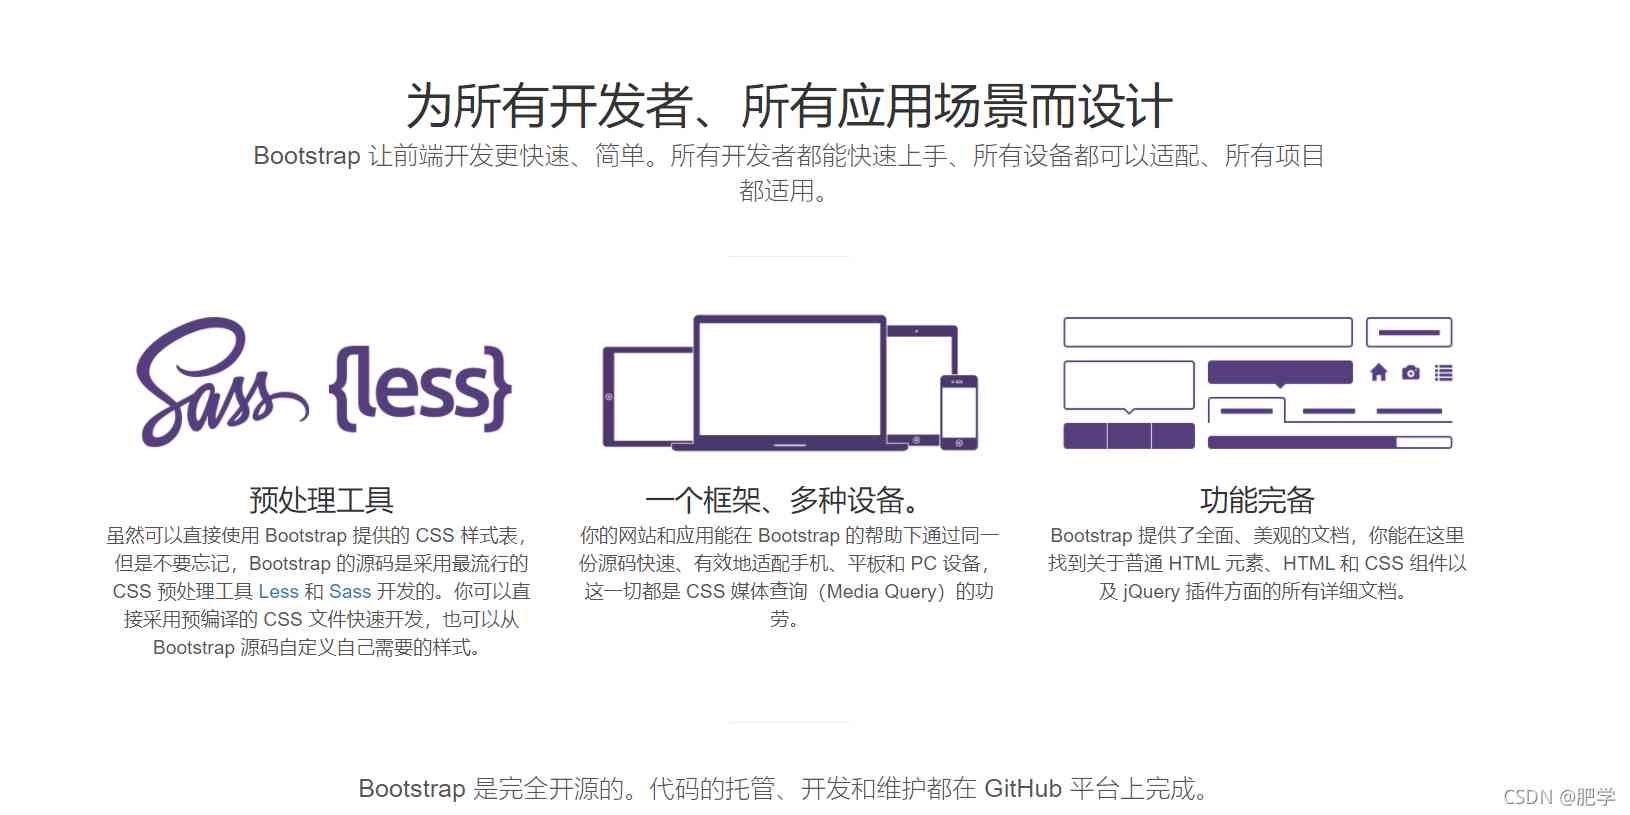 为所有开发者、所有应用场景而设计
Bootstrap 让前端开发更快速、简单。所有开发者都能快速上手、所有设备都可以适配、所有项目
都适用。
Sass {less}
预处理工具
虽然可以直接使用 Bootstrap 提供的 CSS 样式表，
但是不要忘记，Bootstrap 的源码是采用最流行的
CSS 预处理工具 Less 和 Sass 开发的。你可以直
接采用预编译的 CSS 文件快速开发，也可以从
Bootstrap 源码自定义自己需要的样式。
一个框架、多种设备。
你的网站和应用能在 Bootstrap 的帮助下通过同一
份源码快速、有效地适配手机、平板和 PC 设备，
这一切都是 CSS 媒体查询（Media Query）的功
劳。
功能完备
Bootstrap 提供了全面、美观的文档，你能在这里
找到关于普通 HTML 元素、HTML 和 CSS 组件以
及 jQuery 插件方面的所有详细文档。
Bootstrap 是完全开源的。代码的托管、开发和维护都在 GitHub 平台上完成。
CSDN @肥学